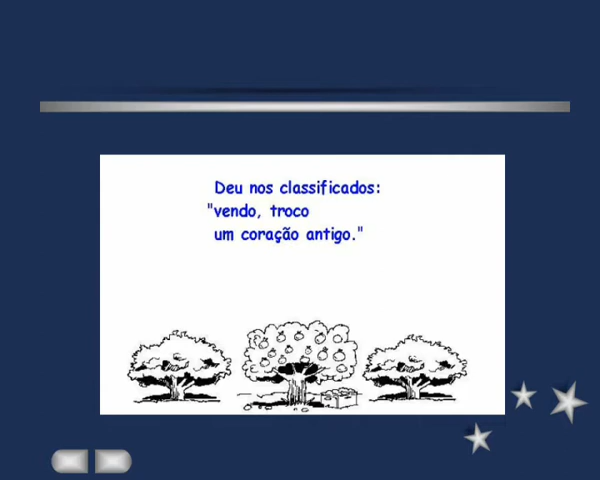 Deu nos classificados:
"vendo, troco
um coração antigo."